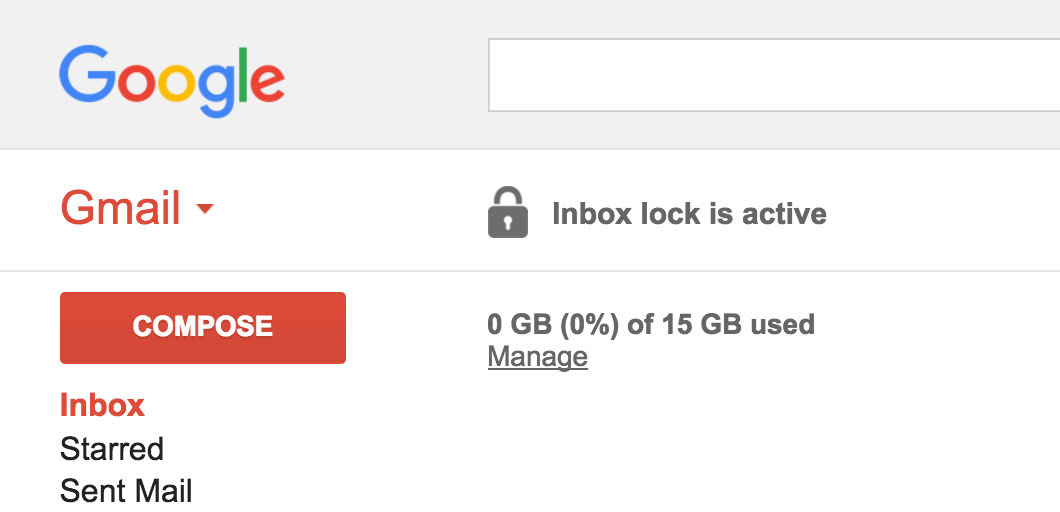 Google
Gmail
Inbox lock is active
COMPOSE
0 GB (0%) of 15 GB used
Manage
Inbox
Starred
Sent Mail